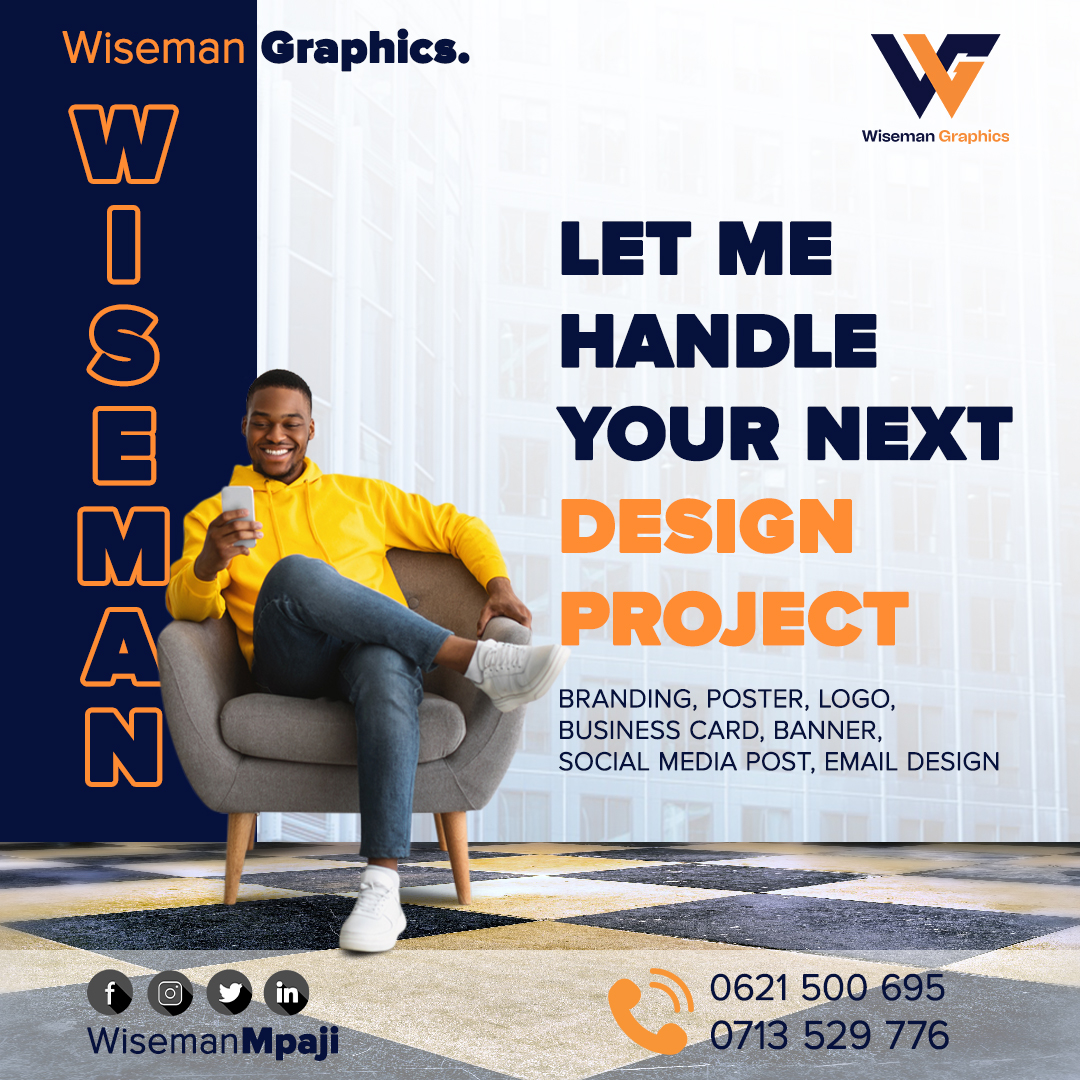 Wiseman Graphics.
WISEMAN
Wiseman Graphics
LET ME
HANDLE
YOUR NEXT
DESIGN
PROJECT
BRANDING, POSTER, LOGO,
BUSINESS CARD, BANNER,
SOCIAL MEDIA POST, EMAIL DESIGN
WisemanMpaji
0621 500 695
0713 529 776